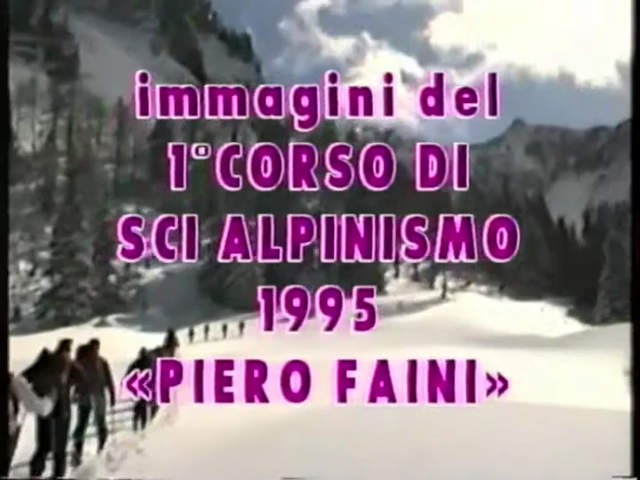 immagini del
1°CORSO DI
SCI ALPINISMO
1995
«PIERO FAINI»